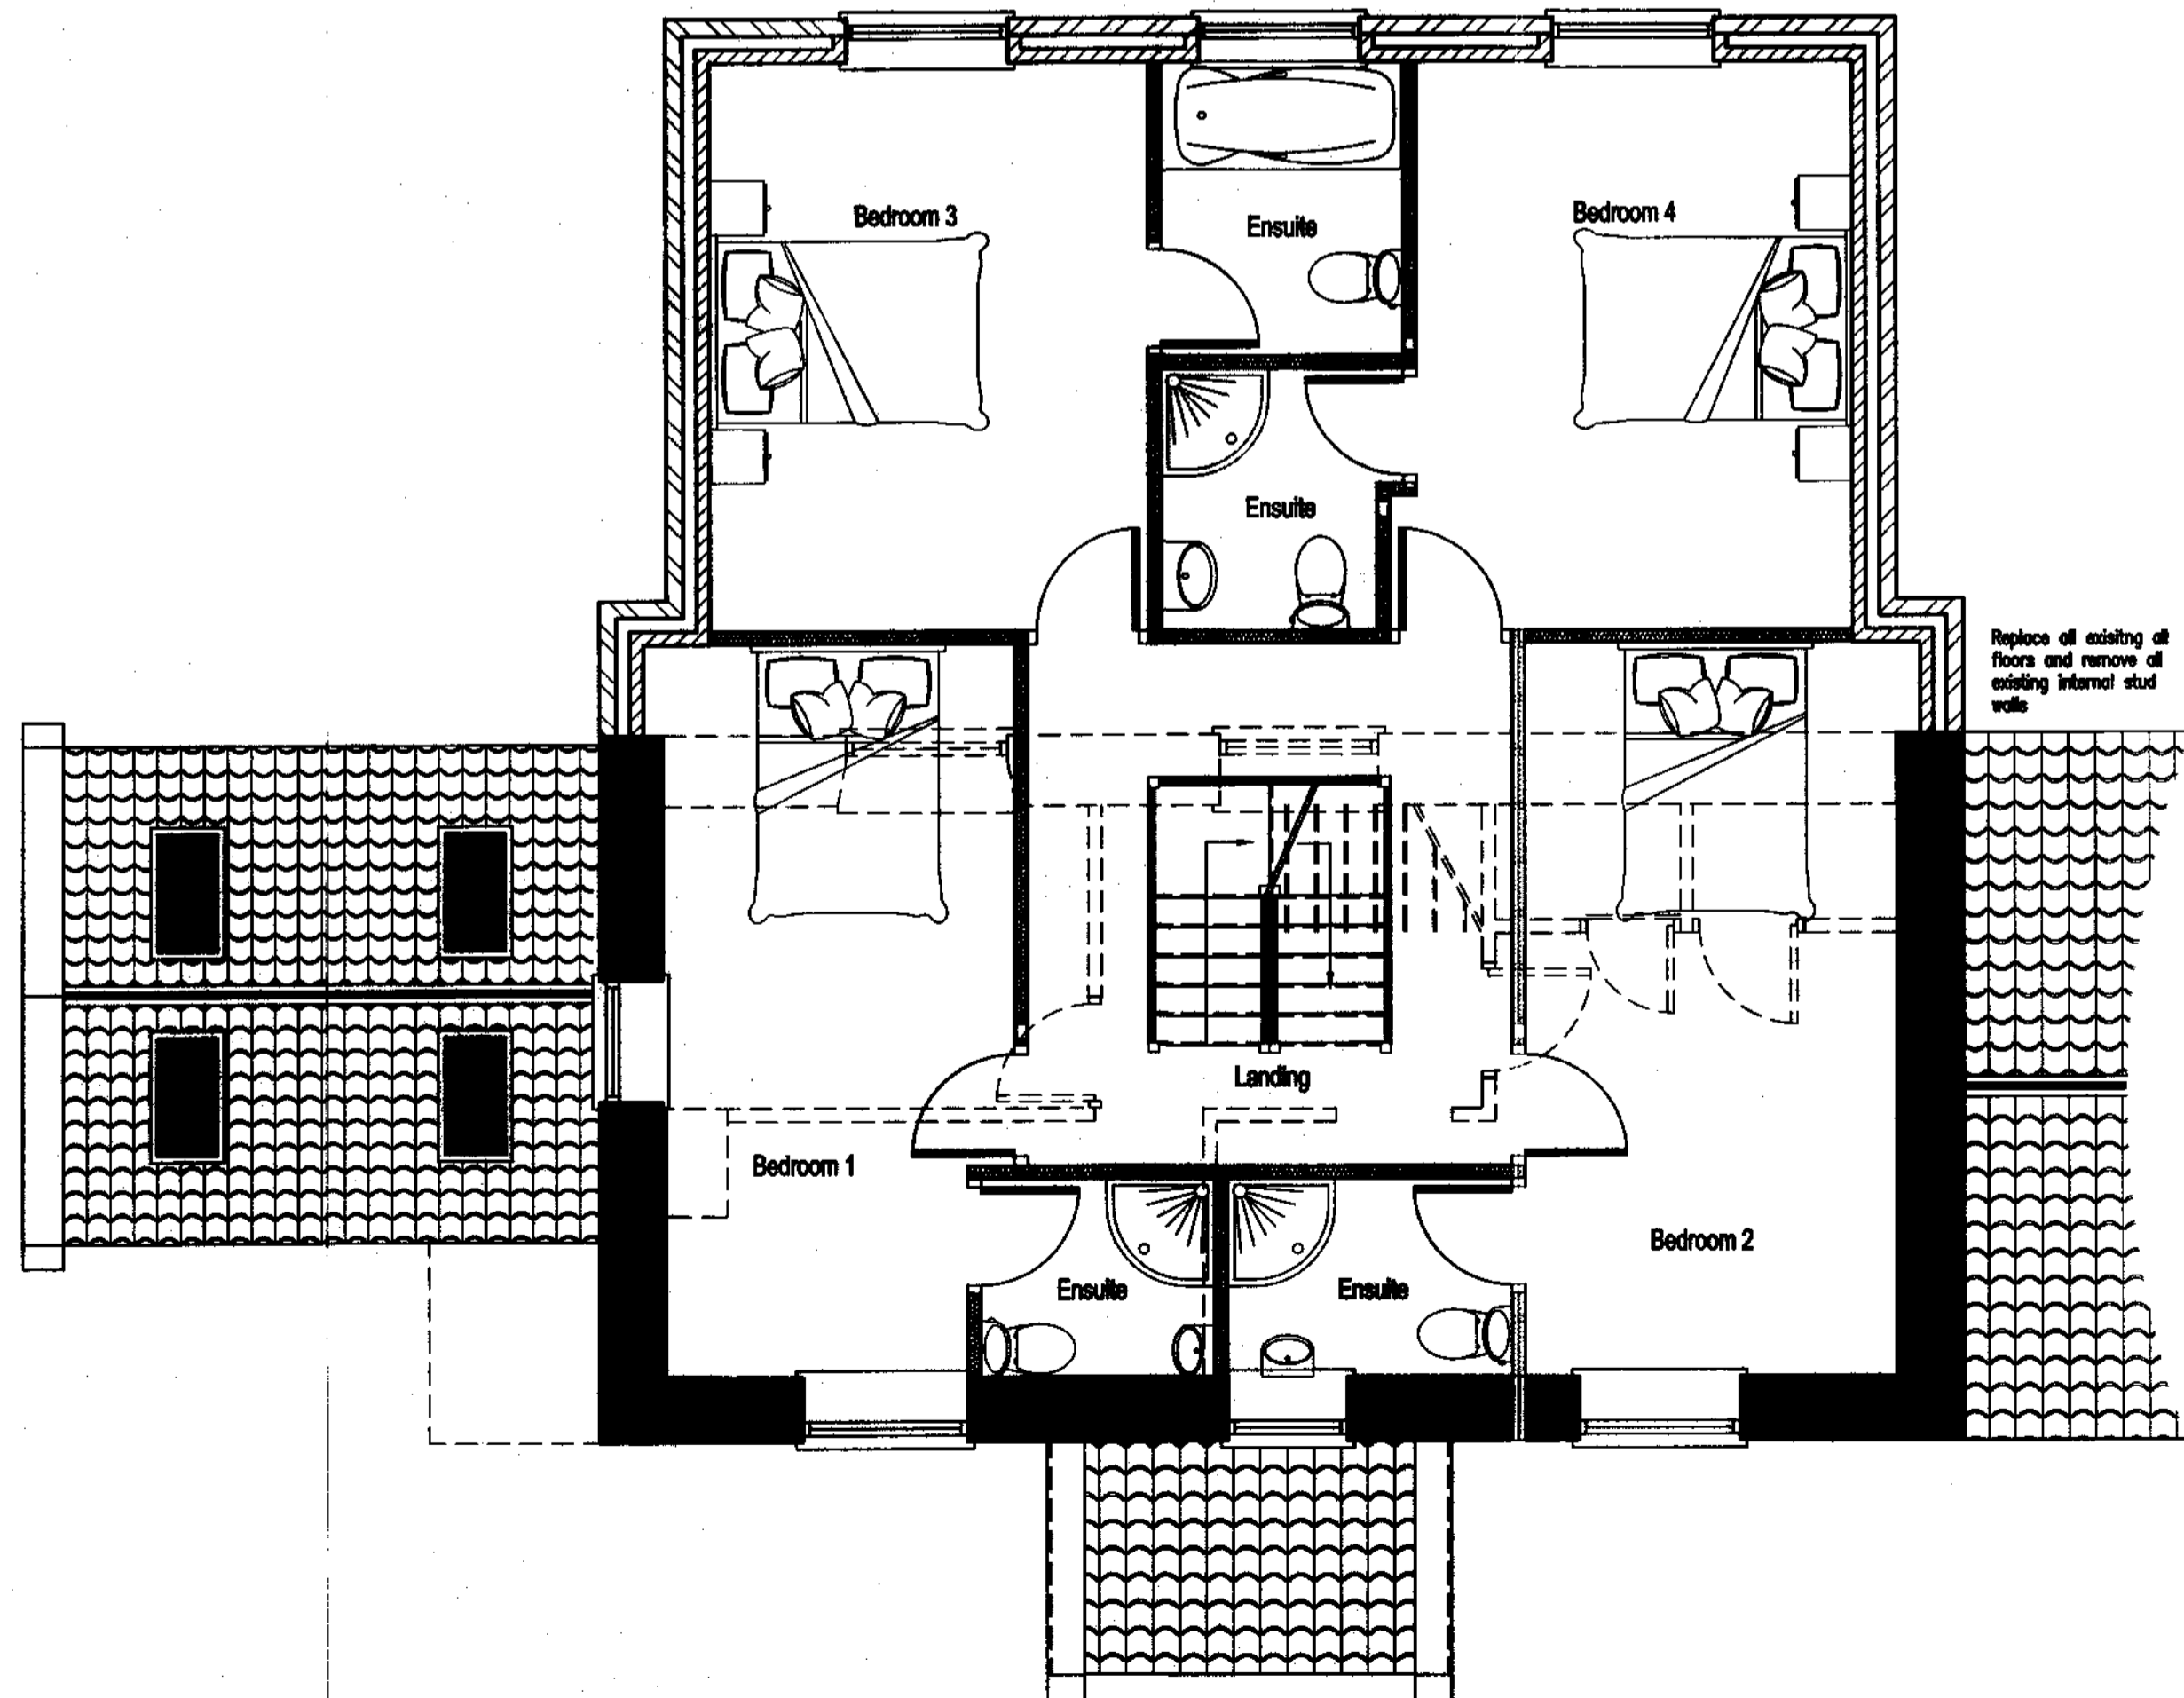 Bedroom 3
Ensuite
Bedroom 4
Ensuite
Replace all exisitng all
floors and remove all
existing internal stud
walls
Landing
Bedroom 1
Bedroom 2
Ensuite
Ensuite